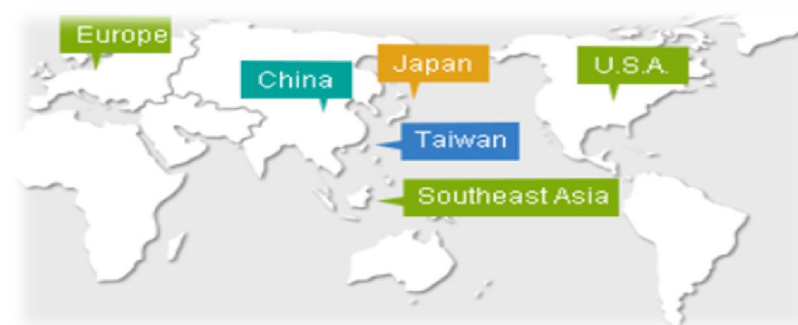 Europe
China
Japan
U.S.A.
Taiwan
Southeast Asia